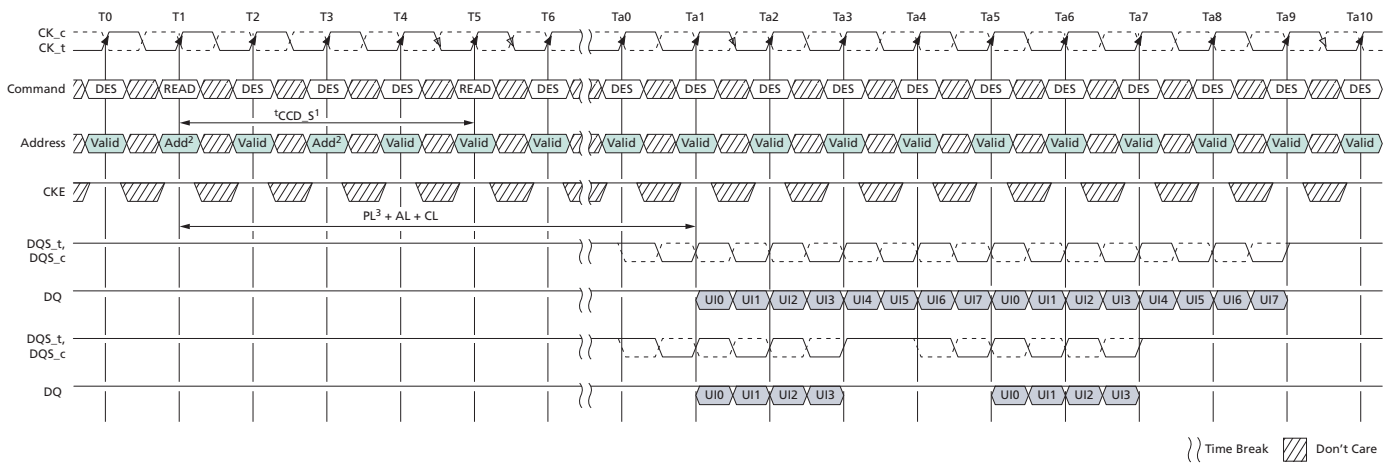 T0 T1 T2 T3 T4 T5 T6 Ta0 Ta1 Ta2 Ta3 Ta4 Ta5 Ta6 Ta7 Ta8 Ta9 Ta10
CK_c
CK_t
Command DES READ DES DES DES READ DES DES DES DES DES DES DES DES DES DES DES DES
tCCD_S1
Address Valid Add2 Valid Add2 Valid Valid Valid Valid Valid Valid Valid Valid Valid Valid Valid Valid Valid Valid
CKE
PL3 + AL + CL
DQS_t,
DQS_c
DQ UI0 UI1 UI2 UI3 UI4 UI5 UI6 UI7 UI0 UI1 UI2 UI3 UI4 UI5 UI6 UI7
DQS_t,
DQS_c
DQ UI0 UI1 UI2 UI3 UI0 UI1 UI2 UI3
Time Break Don't Care